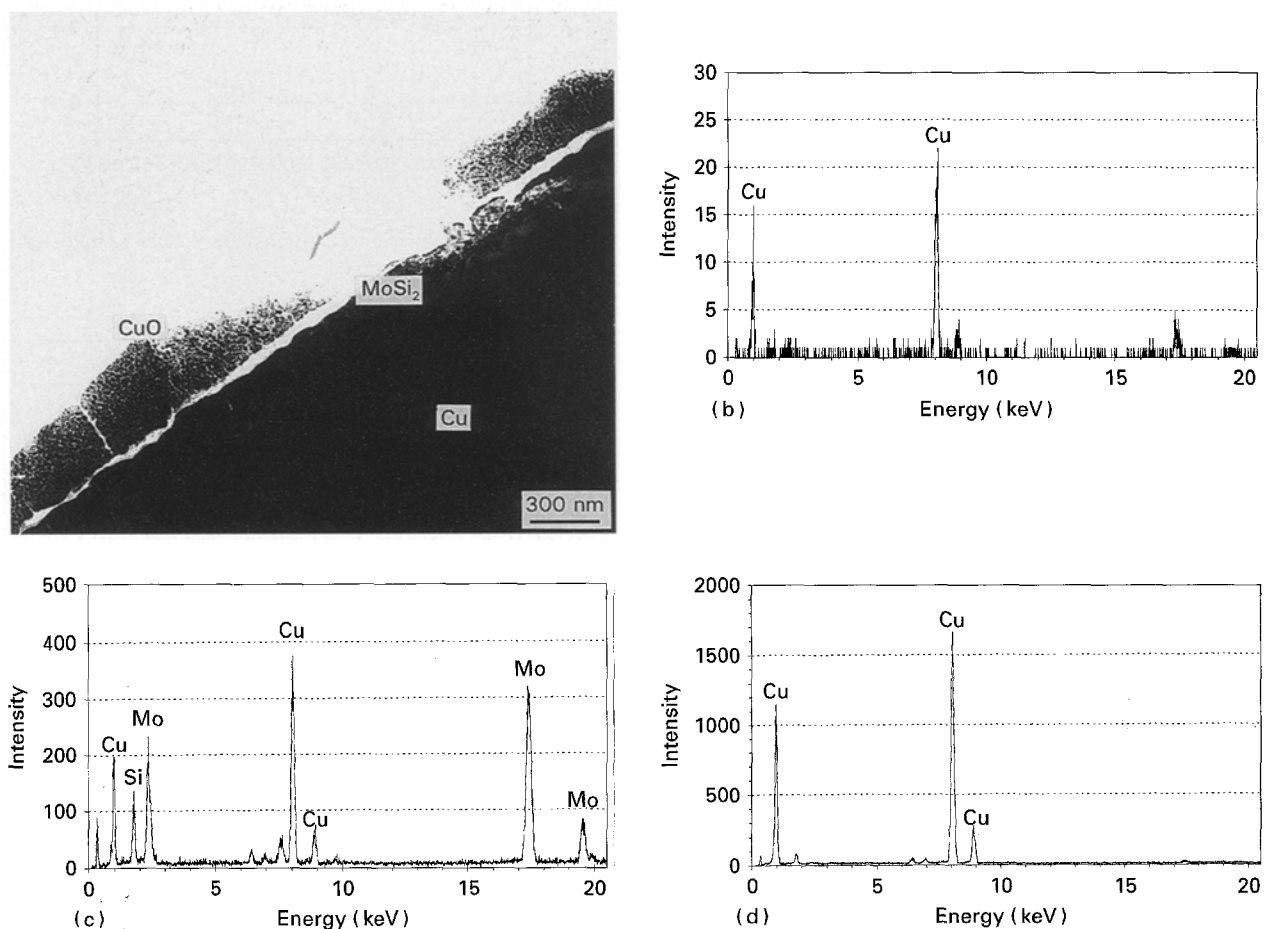 CuO
MoSi₂
Cu
300 nm
30
25
20
15
10
5
0
Intensity
Cu
Cu
0 5 10 15 20
(b) Energy (keV)
500
400
300
200
100
0
Intensity
Cu
Si
Mo
Cu
Cu
Mo
Mo
0 5 10 15 20
(c) Energy (keV)
2000
1500
1000
500
0
Intensity
Cu
Cu
Cu
0 5 10 15 20
(d) Energy (keV)